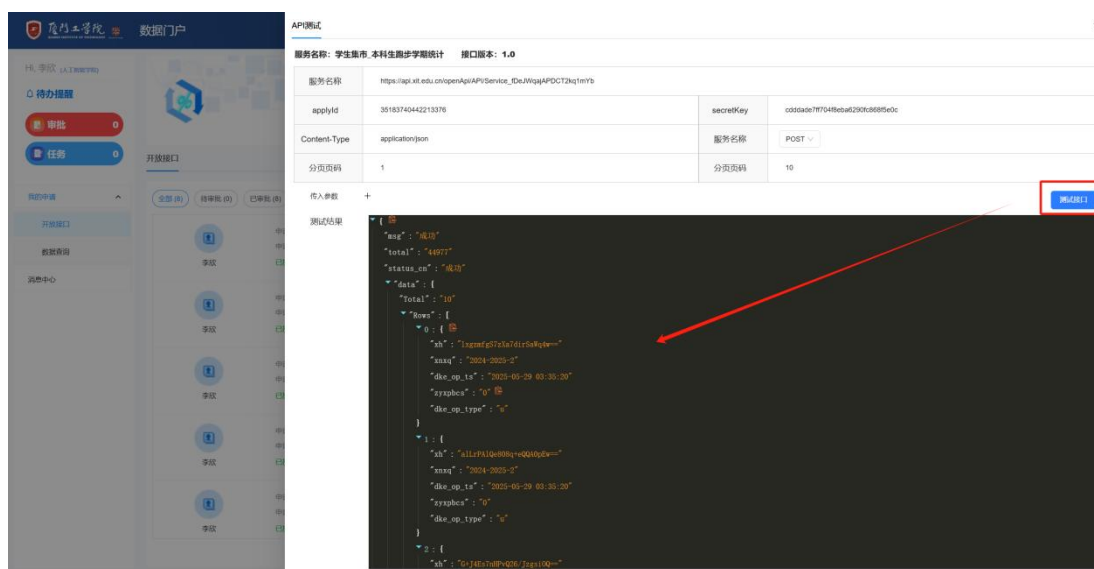 厦门工学院
数据门户
HI, 李欣 (人工智能学院)
待办提醒
审批 0
任务 0
我的申请
开放接口
数据查询
消息中心
开放接口
全部 (8) 待审批 (0) 已审批 (8)
李欣
李欣
李欣
李欣
李欣
API测试
服务名称: 学生集市_本科生跑步学期统计 接口版本: 1.0
服务名称 https://api.xit.edu.cn/openApi/API/Service_fDeJWqajAPDCT2kq1mYb
applyId 35183740442213376 secretKey cdddade7ff704f8eba6290fc868f5e0c
Content-Type application/json 服务名称 POST
分页页码 1 分页页码 10
传入参数 +
测试接口
测试结果
{
"msg" : "成功"
"total" : "44977"
"status_cn" : "成功"
"data" : {
"Total" : "10"
"Rows" : [
0 : {
"xnxq" : "2024-2025-2"
"dke_op_ts" : "2025-05-29 03:35:20"
"zyxpbcs" : "0"
"dke_op_type" : "u"
}
1 : {
"xnxq" : "2024-2025-2"
"dke_op_ts" : "2025-05-29 03:35:20"
"zyxpbcs" : "0"
"dke_op_type" : "u"
}
2 : {